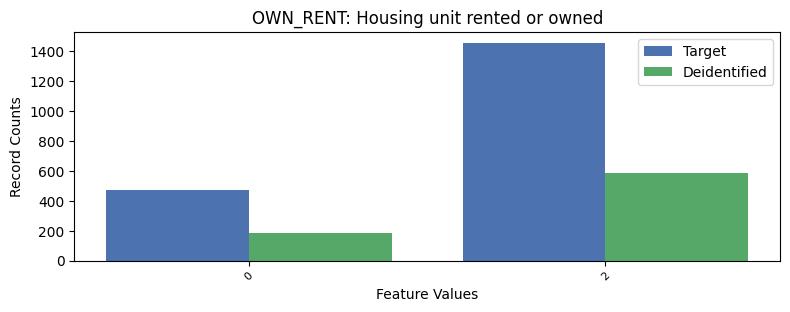 OWN_RENT: Housing unit rented or owned
Target
Deidentified
1400
1200
1000
800
600
400
200
0
Record Counts
0
2
Feature Values